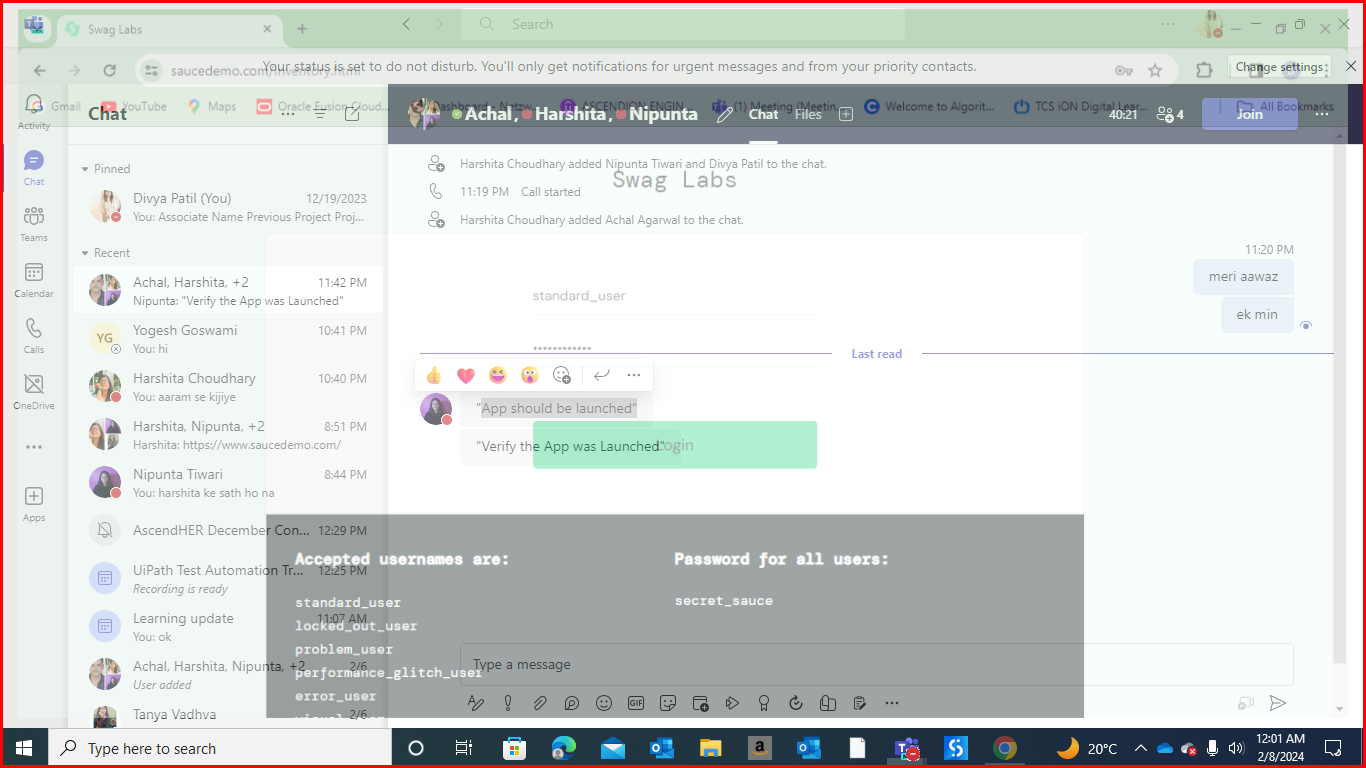 Swag Labs
Search
saucedemo.com/inventory.html
Your status is set to do not disturb. You'll only get notifications for urgent messages and from your priority contacts.
Change settings
Gmail
YouTube
Maps
Oracle Fusion Cloud...
Dashboard - Netzw...
ASCENDION ENGIN...
(1) Meeting (Meetin...
Welcome to Algorit...
TCS iON Digital Lear...
All Bookmarks
Activity
Chat
Teams
Calendar
Calls
OneDrive
Apps
Chat
Pinned
Divya Patil (You) 12/19/2023
You: Associate Name Previous Project Proj...
Recent
Achal, Harshita, +2 11:42 PM
Nipunta: "Verify the App was Launched"
YG
Yogesh Goswami 10:41 PM
You: hi
Harshita Choudhary 10:40 PM
You: aaram se kijiye
Harshita, Nipunta, +2 8:51 PM
Harshita: https://www.saucedemo.com/
Nipunta Tiwari 8:44 PM
You: harshita ke sath ho na
AscendHER December Con... 12:29 PM
UiPath Test Automation Tr... 12:25 PM
Recording is ready
Learning update 11:07 AM
You: ok
Achal, Harshita, Nipunta, +2 2/6
User added
Tanya Vadhva 2/6
Achal, Harshita, Nipunta
Chat Files
40:21
4
Join
Harshita Choudhary added Nipunta Tiwari and Divya Patil to the chat.
11:19 PM Call started
Harshita Choudhary added Achal Agarwal to the chat.
Swag Labs
11:20 PM
meri aawaz
ek min
standard_user
Last read
"App should be launched"
"Verify the App was Launched"
Login
Accepted usernames are:
standard_user
locked_out_user
problem_user
performance_glitch_user
error_user
Password for all users:
secret_sauce
Type a message
GIF
Type here to search
20°C
12:01 AM
2/8/2024